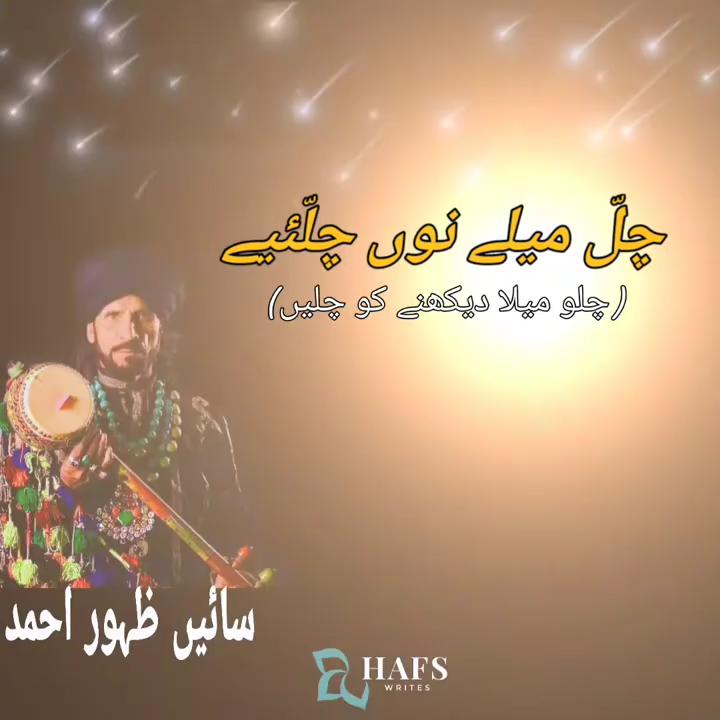 چلّ میلے نوں چلّئیے
(چلو میلا دیکھنے کو چلیں)
سائیں ظہور احمد
HAFS
WRITES